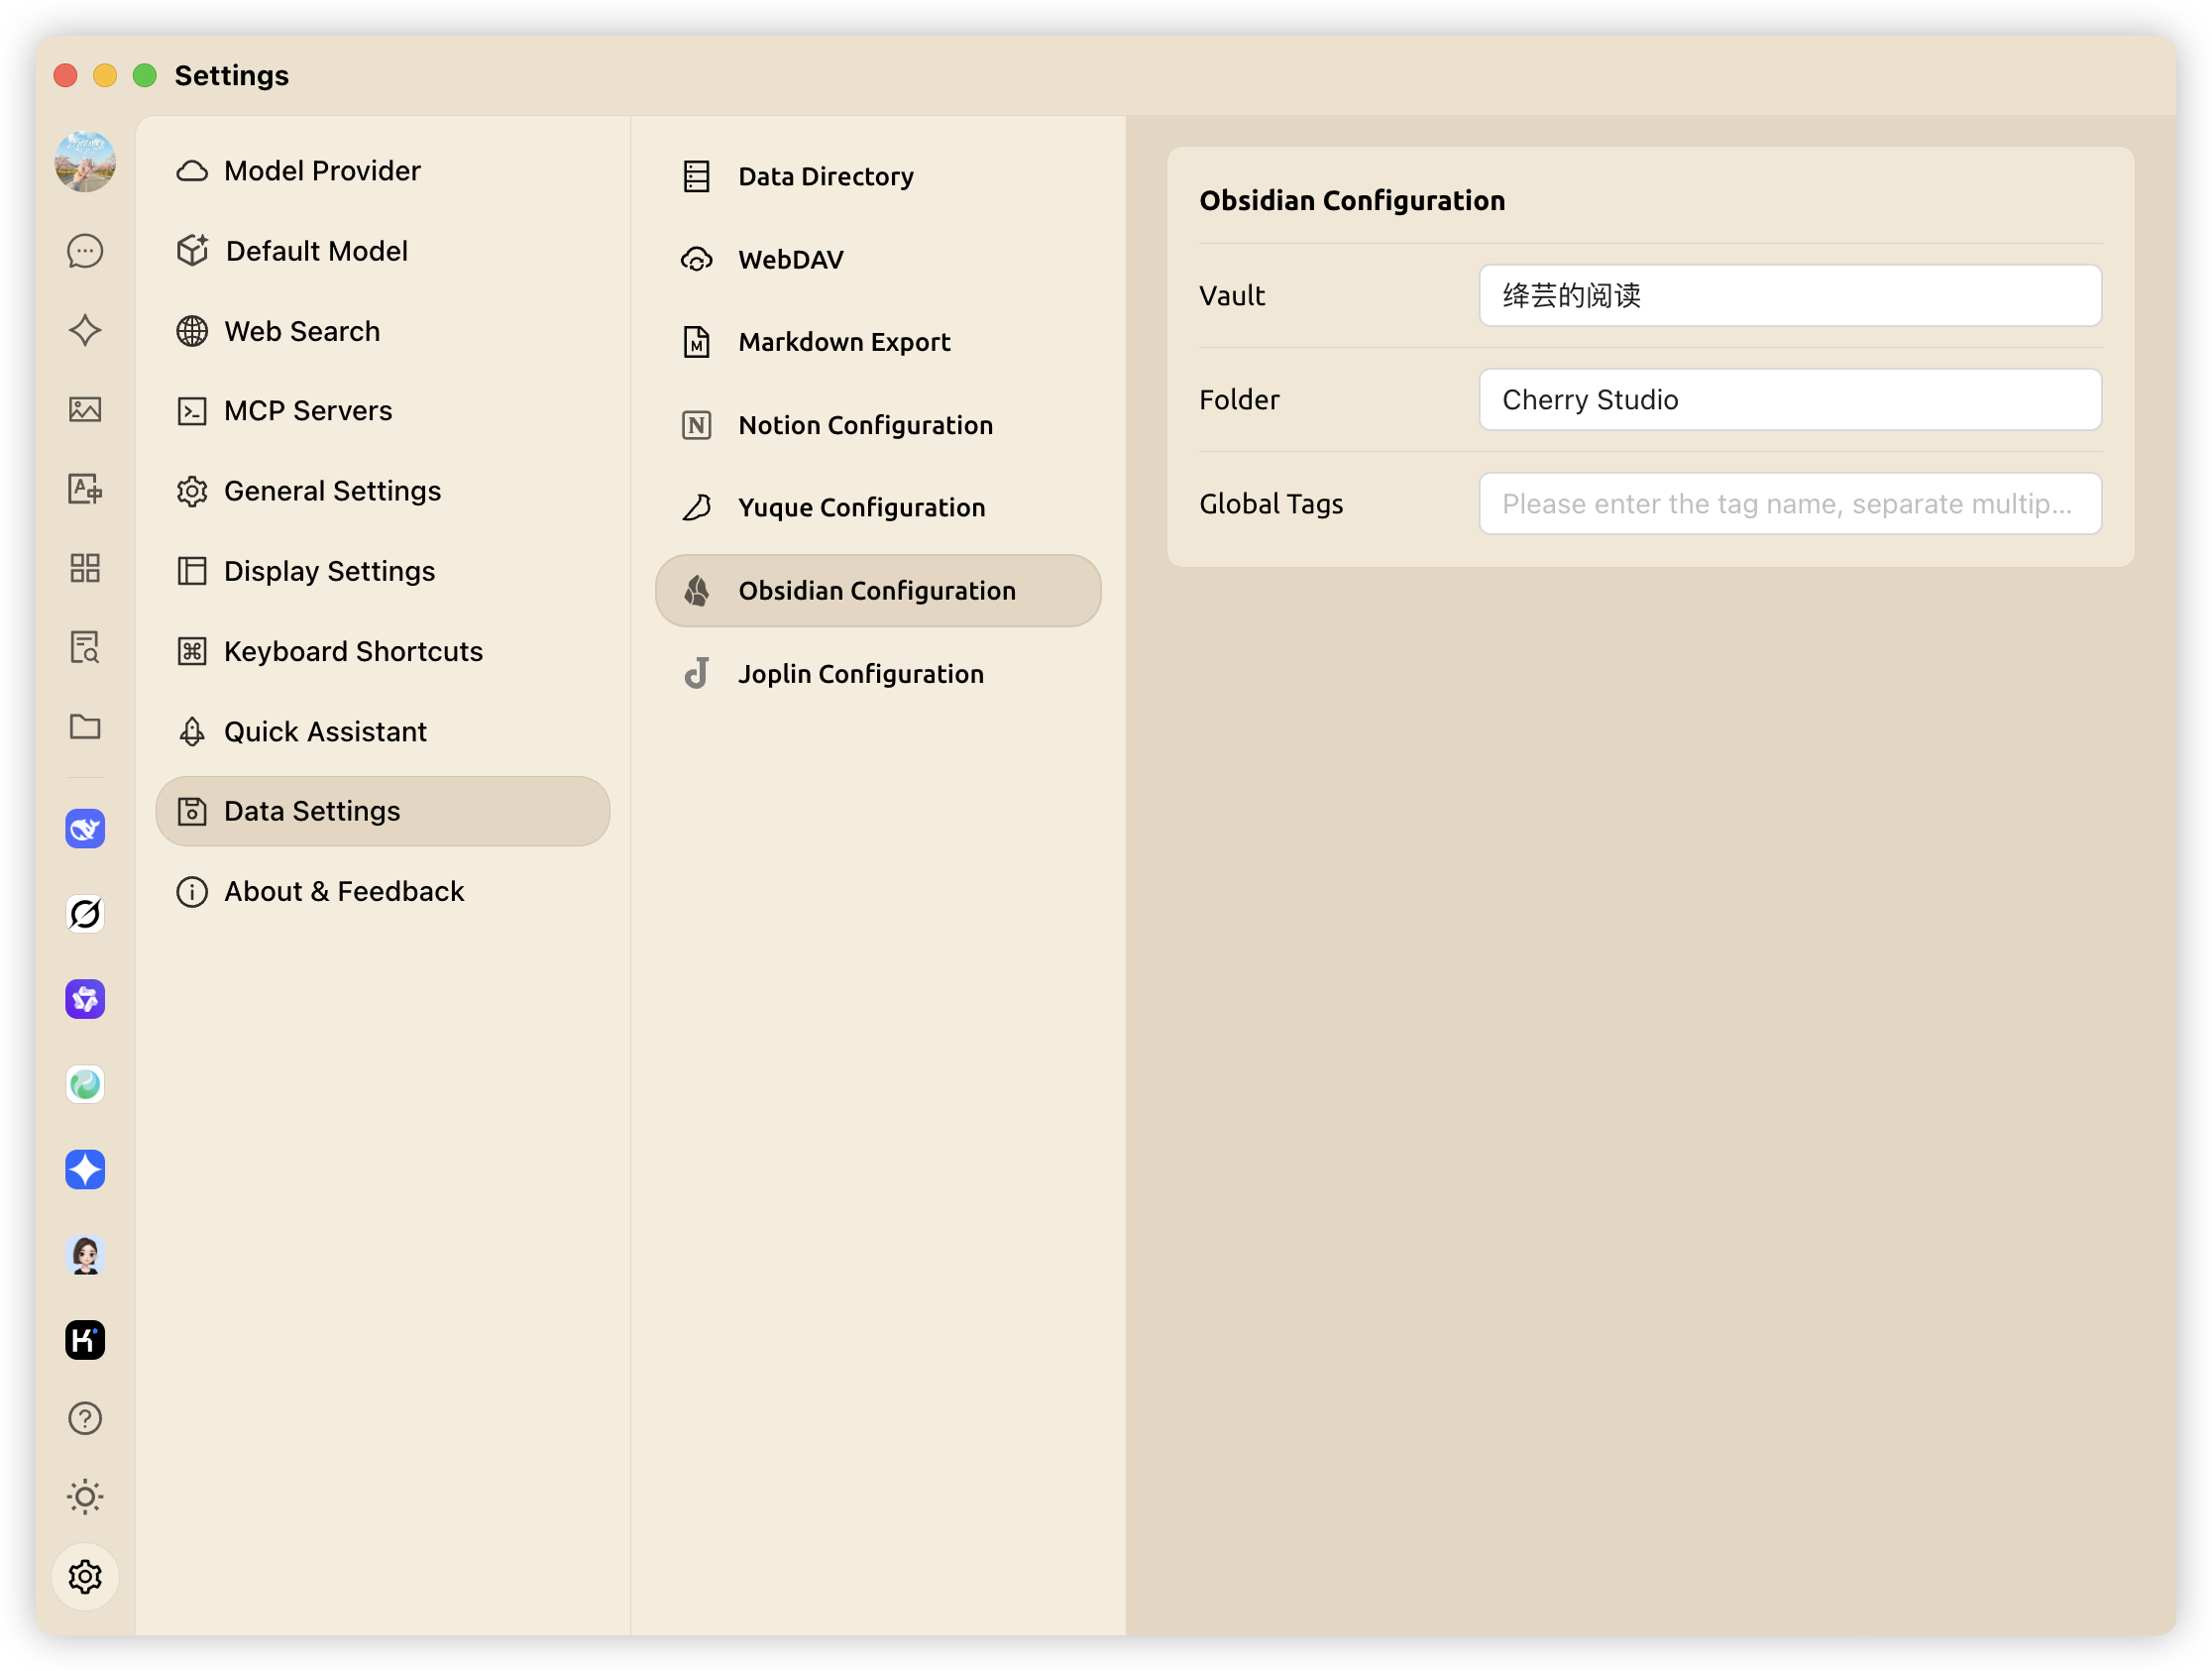 Settings
Model Provider
Default Model
Web Search
MCP Servers
General Settings
Display Settings
Keyboard Shortcuts
Quick Assistant
Data Settings
About & Feedback
Data Directory
WebDAV
Markdown Export
Notion Configuration
Yuque Configuration
Obsidian Configuration
Joplin Configuration
Obsidian Configuration
Vault
绛芸的阅读
Folder
Cherry Studio
Global Tags
Please enter the tag name, separate multip...